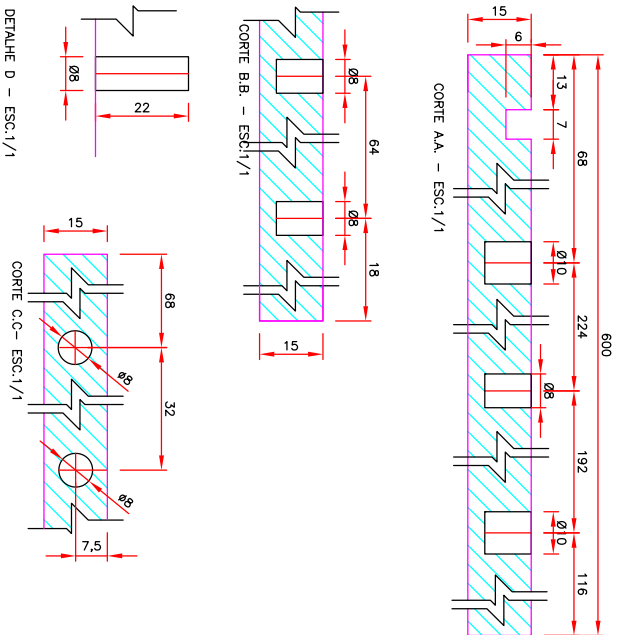 15
6
13
7
68
Ø10
224
600
Ø8
192
Ø10
116
CORTE A.A. - ESC.1/1
Ø8
64
Ø8
18
15
CORTE B.B. - ESC.1/1
15
68
Ø8
32
Ø8
7,5
CORTE C.C- ESC.1/1
Ø8
22
DETALHE D - ESC.1/1